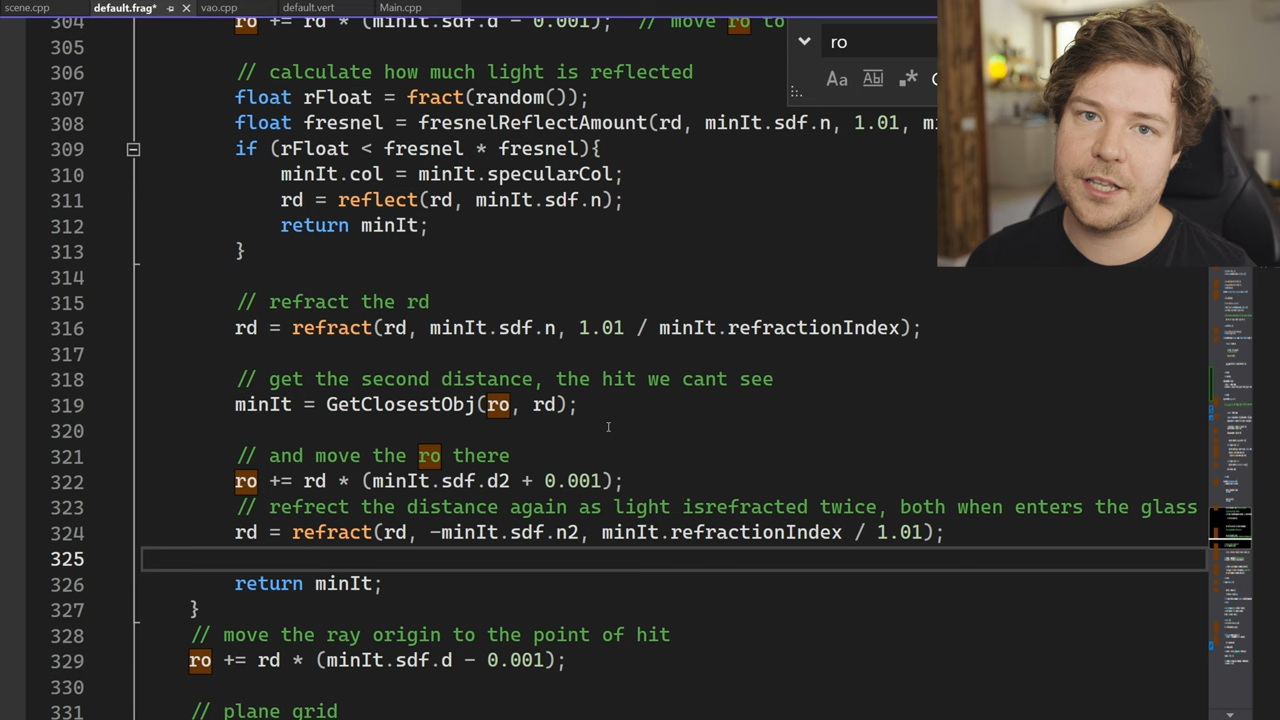 scene.cpp default.frag* vao.cpp default.vert Main.cpp
304 ro += rd * (minIt.sdf.d - 0.001); // move ro to
ro
305
306 // calculate how much light is reflected
307 float rFloat = fract(random());
308 float fresnel = fresnelReflectAmount(rd, minIt.sdf.n, 1.01,
309 if (rFloat < fresnel * fresnel){
310 minIt.col = minIt.specularCol;
311 rd = reflect(rd, minIt.sdf.n);
312 return minIt;
313 }
314
315 // refract the rd
316 rd = refract(rd, minIt.sdf.n, 1.01 / minIt.refractionIndex);
317
318 // get the second distance, the hit we cant see
319 minIt = GetClosestObj(ro, rd);
320
321 // and move the ro there
322 ro += rd * (minIt.sdf.d2 + 0.001);
323 // refrect the distance again as light isrefracted twice, both when enters the glass
324 rd = refract(rd, -minIt.sdf.n2, minIt.refractionIndex / 1.01);
325
326 return minIt;
327 }
328 // move the ray origin to the point of hit
329 ro += rd * (minIt.sdf.d - 0.001);
330
331 // plane grid